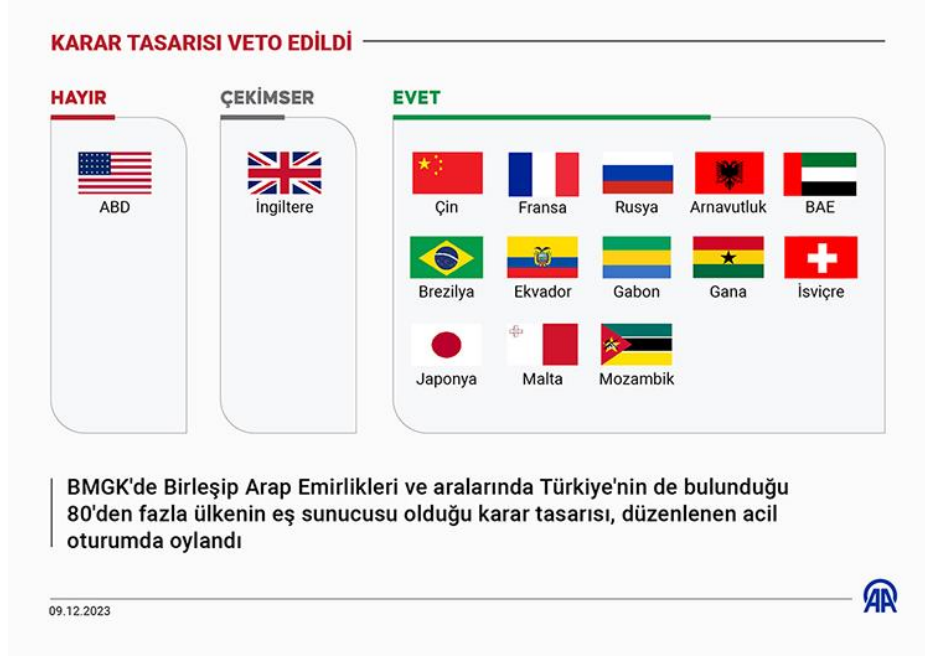 KARAR TASARISI VETO EDİLDİ
HAYIR
ABD
ÇEKİMSER
İngiltere
EVET
Çin
Fransa
Rusya
Arnavutluk
BAE
Brezilya
Ekvador
Gabon
Gana
İsviçre
Japonya
Malta
Mozambik
BMGK'de Birleşip Arap Emirlikleri ve aralarında Türkiye'nin de bulunduğu
80'den fazla ülkenin eş sunucusu olduğu karar tasarısı, düzenlenen acil
oturumda oylandı
09.12.2023
AA